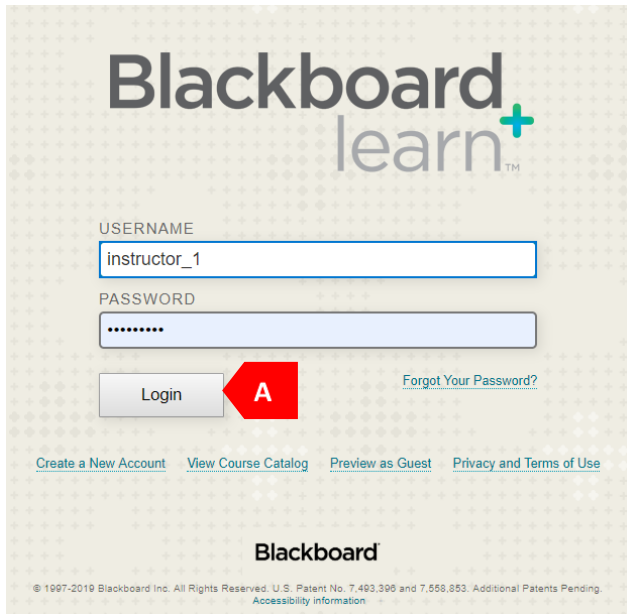 Blackboard
learn+™
USERNAME
instructor_1
PASSWORD
•••••••••
Login
A
Forgot Your Password?
Create a New Account View Course Catalog Preview as Guest Privacy and Terms of Use
Blackboard
© 1997-2019 Blackboard Inc. All Rights Reserved. U.S. Patent No. 7,493,396 and 7,558,853. Additional Patents Pending.
Accessibility information